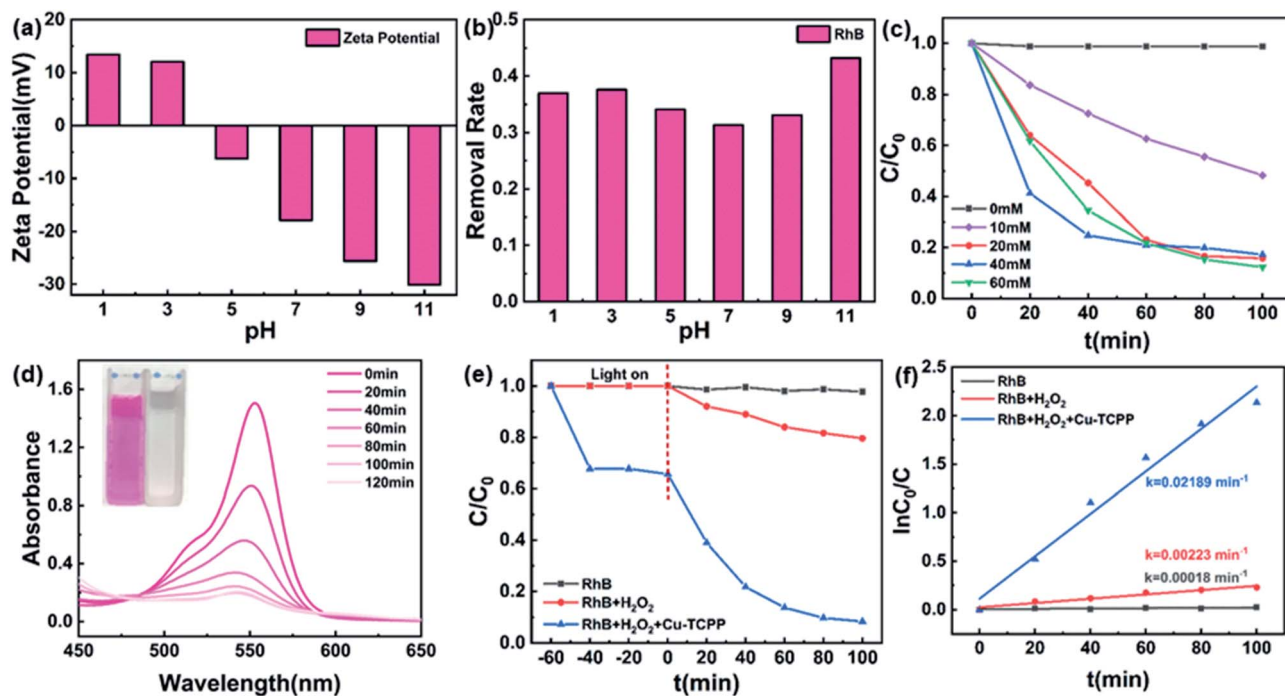 (a)
Zeta Potential(mV)
20
10
0
-10
-20
-30
Zeta Potential
1 3 5 7 9 11
pH
(b)
Removal Rate
0.5
0.4
0.3
0.2
0.1
0.0
RhB
1 3 5 7 9 11
pH
(c)
C/C₀
1.0
0.8
0.6
0.4
0.2
0.0
0mM
10mM
20mM
40mM
60mM
0 20 40 60 80 100
t(min)
(d)
Absorbance
1.6
1.2
0.8
0.4
0.0
0min
20min
40min
60min
80min
100min
120min
450 500 550 600 650
Wavelength(nm)
(e)
C/C₀
1.0
0.8
0.6
0.4
0.2
0.0
Light on
RhB
RhB+H₂O₂
RhB+H₂O₂+Cu-TCPP
-60 -40 -20 0 20 40 60 80 100
t(min)
(f)
lnC₀/C
2.5
2.0
1.5
1.0
0.5
0.0
RhB
RhB+H₂O₂
RhB+H₂O₂+Cu-TCPP
k=0.02189 min⁻¹
k=0.00223 min⁻¹
k=0.00018 min⁻¹
0 20 40 60 80 100
t(min)